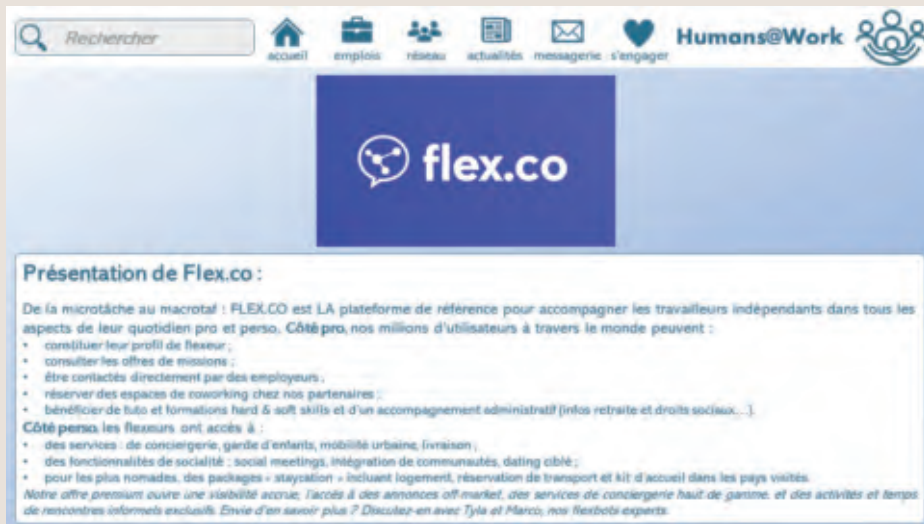 Rechercher
accueil emplois réseau actualités messagerie s'engager
Humans@Work
flex.co
Présentation de Flex.co :
De la microtâche au macrotaf : FLEX.CO est LA plateforme de référence pour accompagner les travailleurs indépendants dans tous les
aspects de leur quotidien pro et perso. Côté pro, nos millions d'utilisateurs à travers le monde peuvent :
• constituer leur profil de flexeur ;
• consulter les offres de missions ;
• être contactés directement par des employeurs ;
• réserver des espaces de coworking chez nos partenaires ;
• bénéficier de tuto et formations hard & soft skills et d'un accompagnement administratif (infos retraite et droits sociaux...).
Côté perso, les flexeurs ont accès à :
• des services : de conciergerie, garde d'enfants, mobilité urbaine, livraison ;
• des fonctionnalités de socialité : social meetings, intégration de communautés, dating ciblé ;
• pour les plus nomades, des packages « staycation » incluant logement, réservation de transport et kit d'accueil dans les pays visités.
Notre offre premium ouvre une visibilité accrue, l'accès à des annonces off-market, des services de conciergerie haut de gamme, et des activités et temps
de rencontres informels exclusifs. Envie d'en savoir plus ? Discutez-en avec Tyla et Marco, nos flexbots experts.